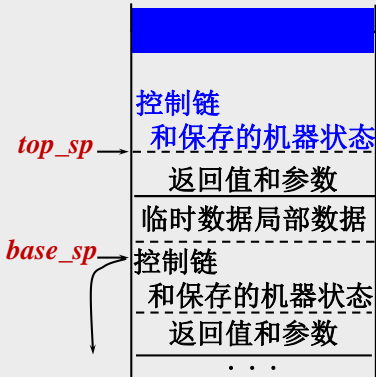 控制链
和保存的机器状态
top_sp
返回值和参数
临时数据局部数据
base_sp
控制链
和保存的机器状态
返回值和参数
. . .